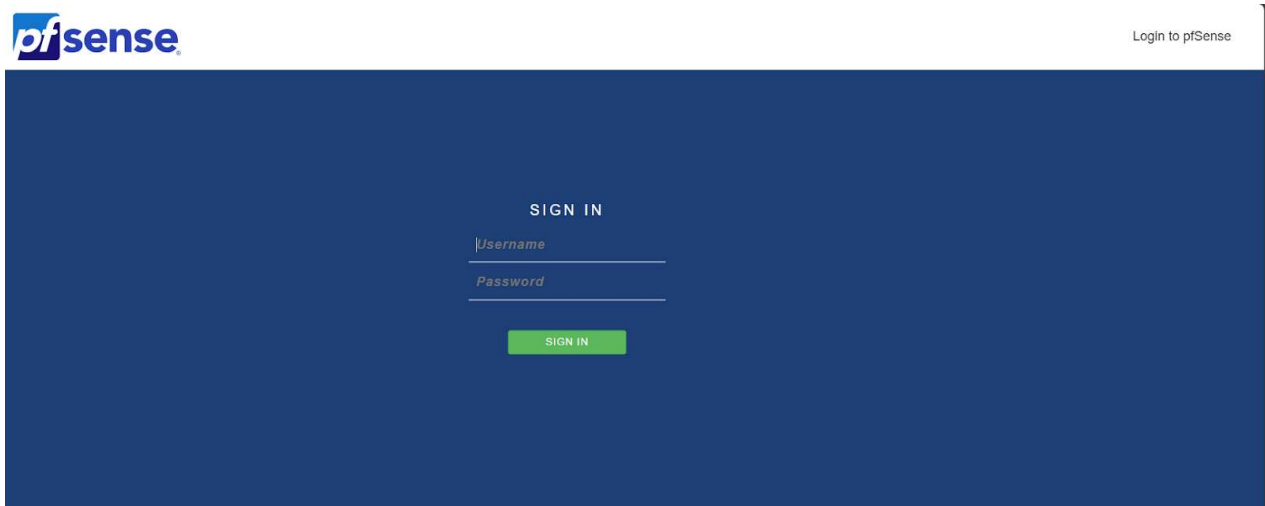 pfsense®
Login to pfSense
SIGN IN
Username
Password
SIGN IN